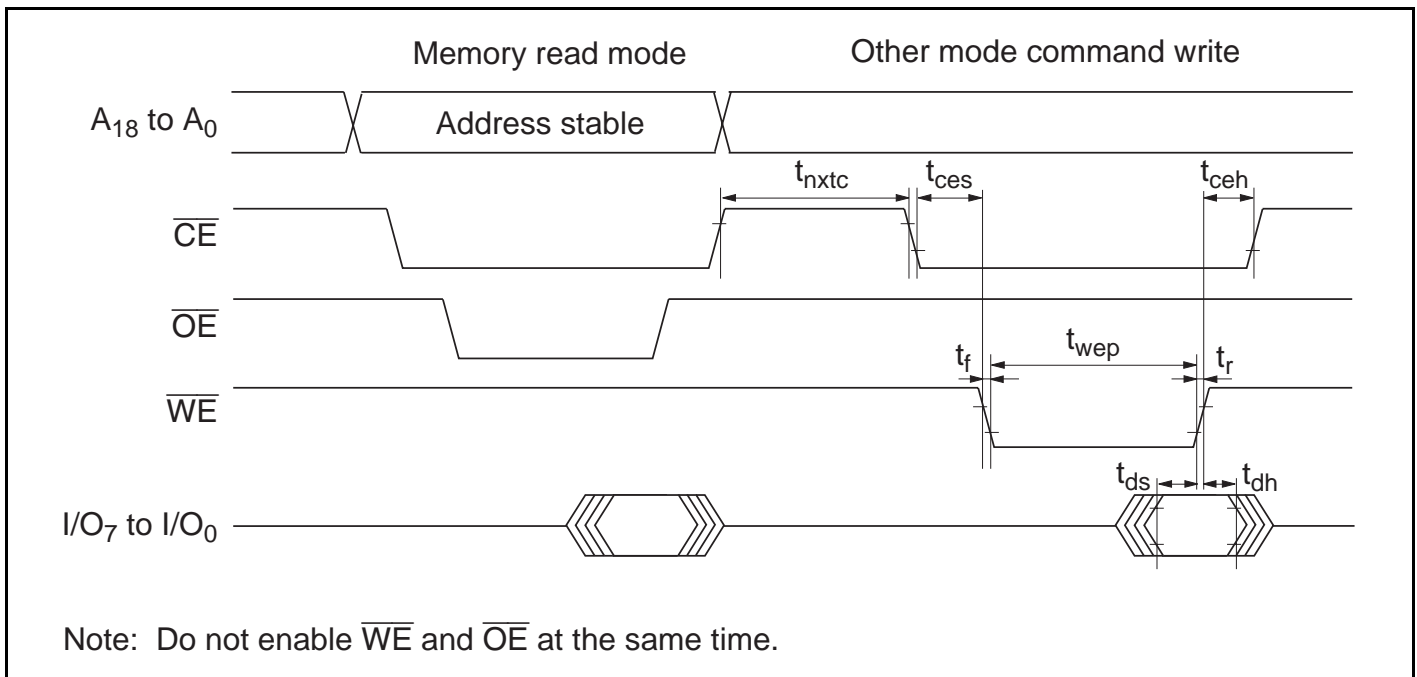 Memory read mode
Other mode command write
A18 to A0
Address stable
tnxtc
tces
tceh
CE
OE
tf
twep
tr
WE
tds
tdh
I/O7 to I/O0
Note: Do not enable WE and OE at the same time.